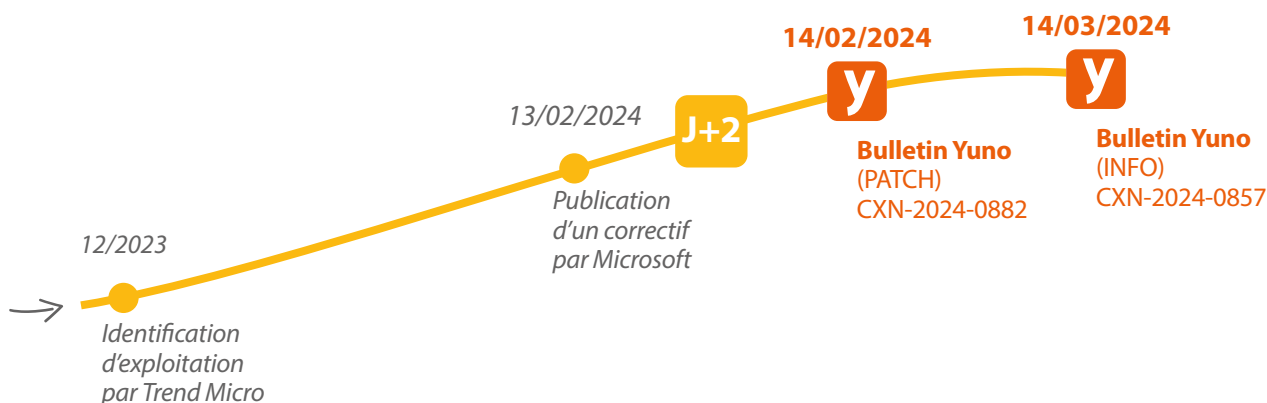 12/2023
Identification
d'exploitation
par Trend Micro
13/02/2024
Publication
d'un correctif
par Microsoft
J+2
14/02/2024
y
Bulletin Yuno
(PATCH)
CXN-2024-0882
14/03/2024
y
Bulletin Yuno
(INFO)
CXN-2024-0857